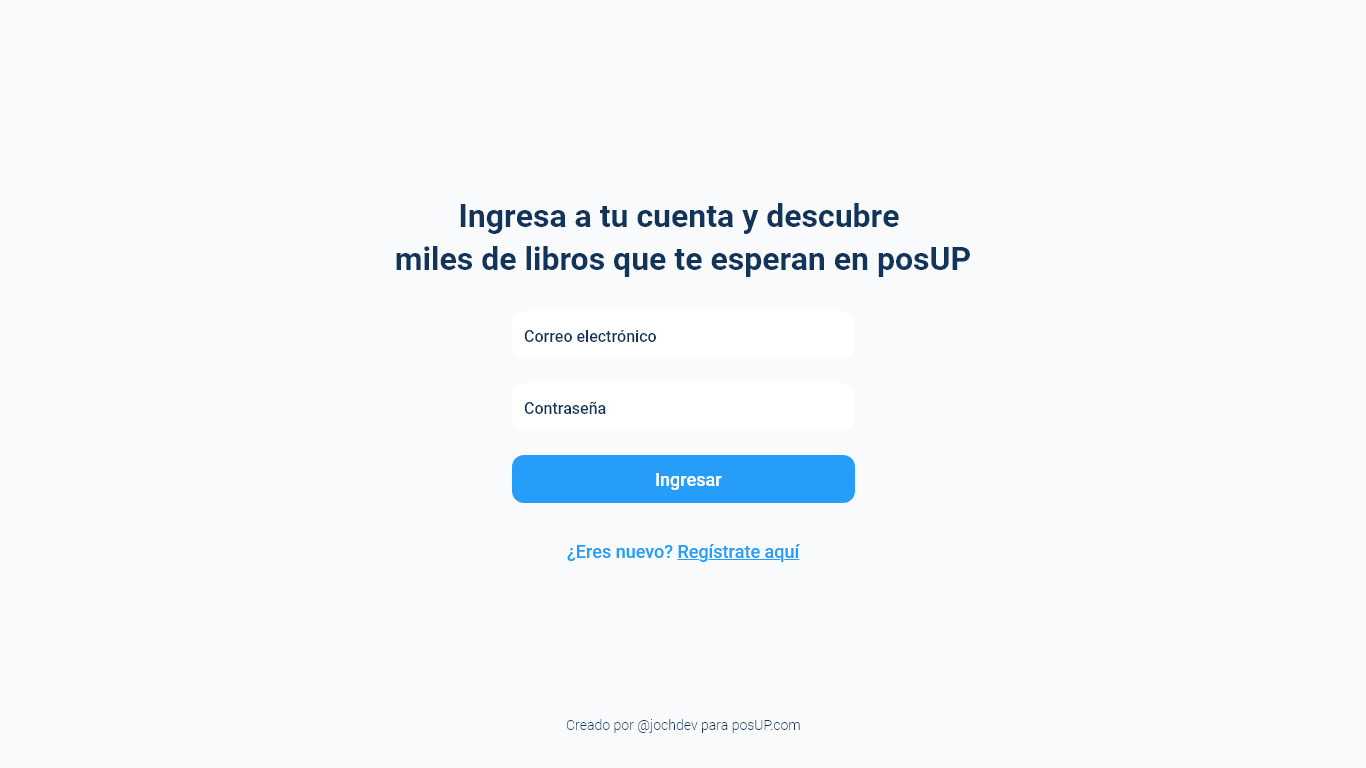 Ingresa a tu cuenta y descubre
miles de libros que te esperan en posUP
Correo electrónico
Contraseña
Ingresar
¿Eres nuevo? Regístrate aquí
Creado por @jochdev para posUP.com